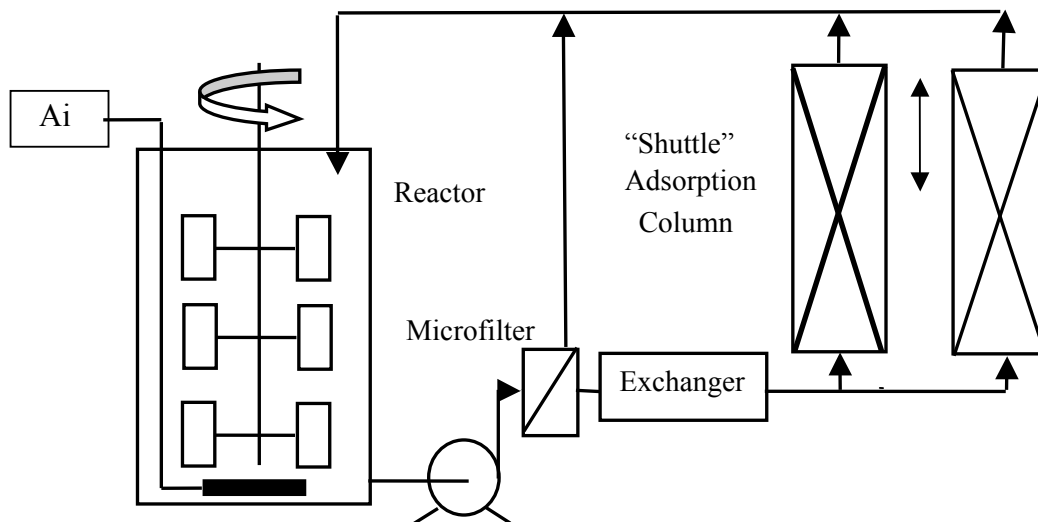 Ai
Reactor
“Shuttle”
Adsorption
Column
Microfilter
Exchanger